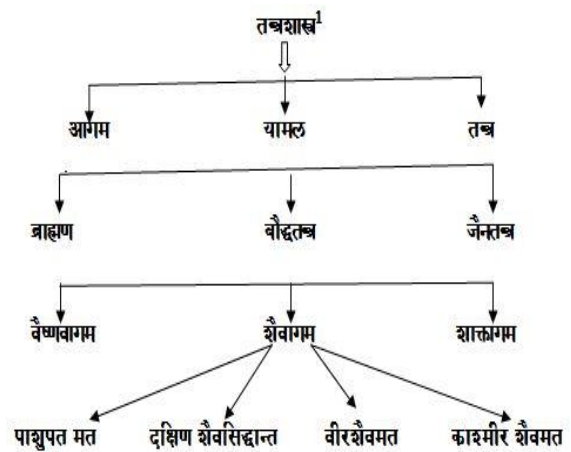 तन्त्रशास्त्र¹
आगम यामल तन्त्र
ब्राह्मण बौद्धतन्त्र जैनतन्त्र
वैष्णवागम शैवागम शाक्तागम
पाशुपत मत दक्षिण शैवसिद्धान्त वीरशैवमत काश्मीर शैवमत